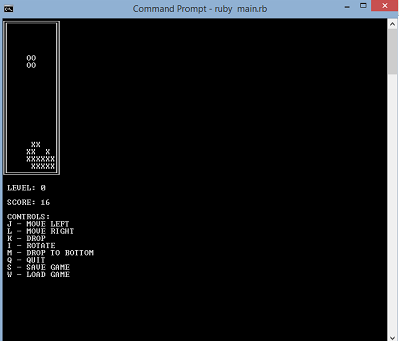 Command Prompt - ruby main.rb
OO
OO
XX
XX X
XXXXXX
XXXXX
LEVEL: 0
SCORE: 16
CONTROLS:
J - MOVE LEFT
L - MOVE RIGHT
K - DROP
I - ROTATE
M - DROP TO BOTTOM
Q - QUIT
S - SAVE GAME
W - LOAD GAME